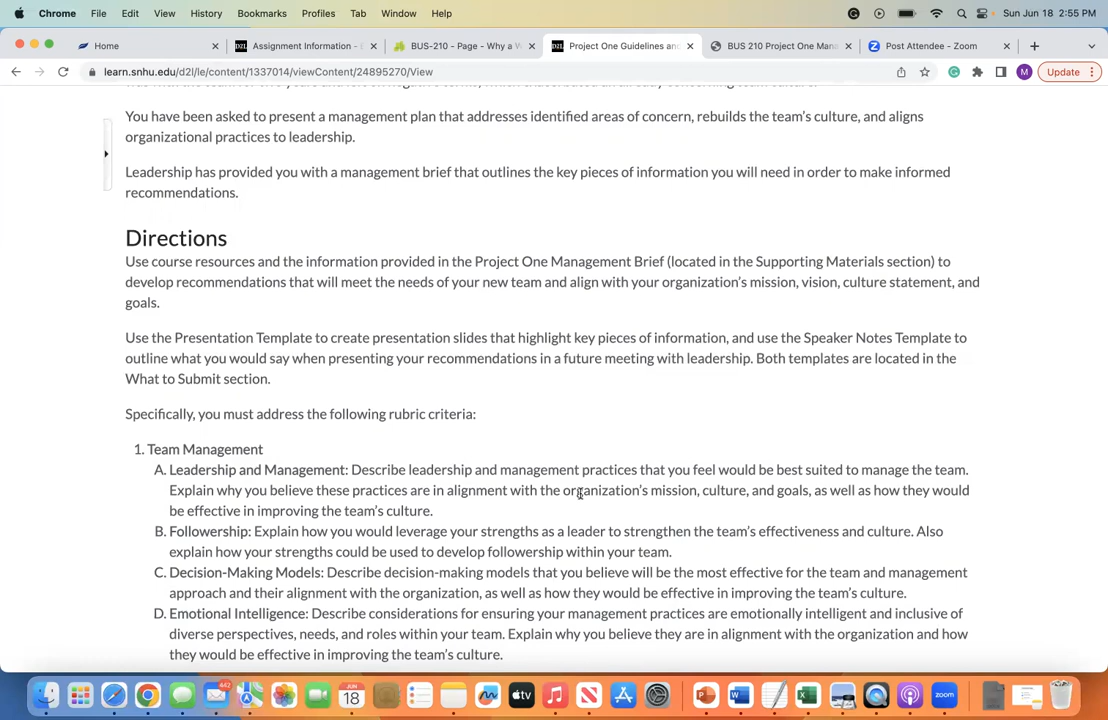 Chrome File Edit View History Bookmarks Profiles Tab Window Help Sun Jun 18 2:55 PM
Home D2L Assignment Information - BUS-210 - Page - Why a W D2L Project One Guidelines and BUS 210 Project One Man Post Attendee - Zoom
learn.snhu.edu/d2l/le/content/1337014/viewContent/24895270/View M Update
You have been asked to present a management plan that addresses identified areas of concern, rebuilds the team's culture, and aligns
organizational practices to leadership.
Leadership has provided you with a management brief that outlines the key pieces of information you will need in order to make informed
recommendations.
Directions
Use course resources and the information provided in the Project One Management Brief (located in the Supporting Materials section) to
develop recommendations that will meet the needs of your new team and align with your organization's mission, vision, culture statement, and
goals.
Use the Presentation Template to create presentation slides that highlight key pieces of information, and use the Speaker Notes Template to
outline what you would say when presenting your recommendations in a future meeting with leadership. Both templates are located in the
What to Submit section.
Specifically, you must address the following rubric criteria:
1. Team Management
A. Leadership and Management: Describe leadership and management practices that you feel would be best suited to manage the team.
Explain why you believe these practices are in alignment with the organization's mission, culture, and goals, as well as how they would
be effective in improving the team's culture.
B. Followership: Explain how you would leverage your strengths as a leader to strengthen the team's effectiveness and culture. Also
explain how your strengths could be used to develop followership within your team.
C. Decision-Making Models: Describe decision-making models that you believe will be the most effective for the team and management
approach and their alignment with the organization, as well as how they would be effective in improving the team's culture.
D. Emotional Intelligence: Describe considerations for ensuring your management practices are emotionally intelligent and inclusive of
diverse perspectives, needs, and roles within your team. Explain why you believe they are in alignment with the organization and how
they would be effective in improving the team's culture.
JUN
18
442
tv
zoom